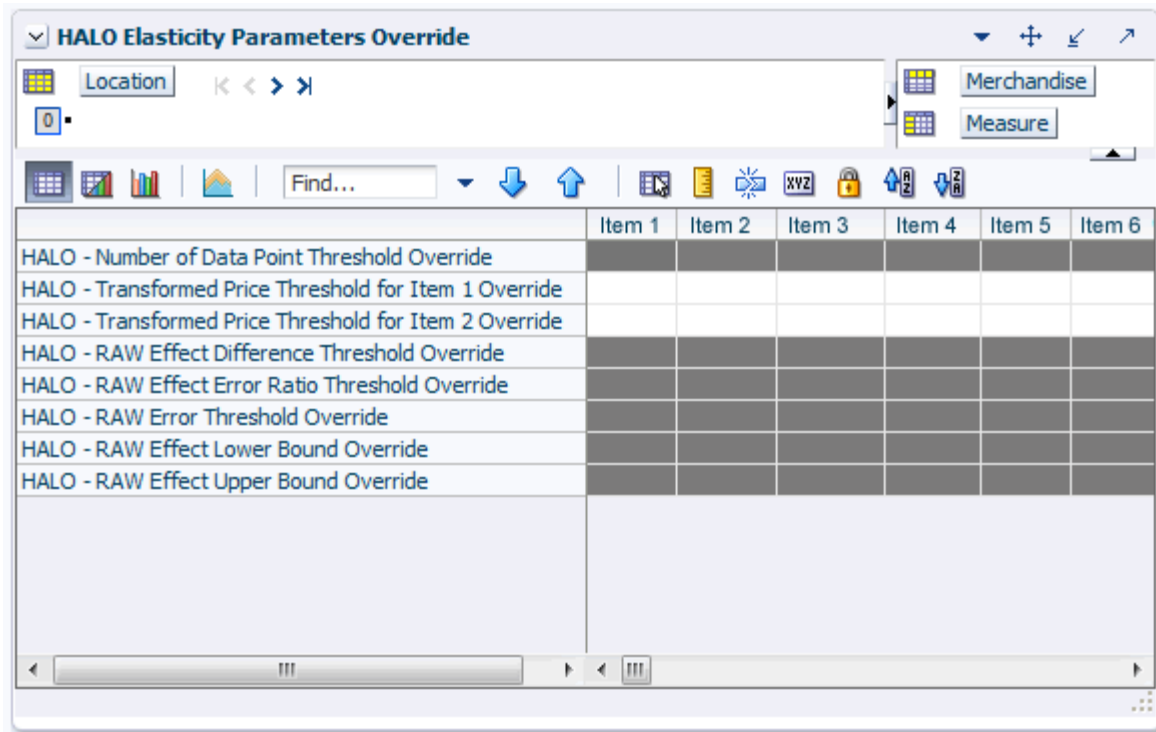 HALO Elasticity Parameters Override
Location
Merchandise
0
Measure
Find...
XYZ
A
Z
Z
A
Item 1 Item 2 Item 3 Item 4 Item 5 Item 6
HALO - Number of Data Point Threshold Override
HALO - Transformed Price Threshold for Item 1 Override
HALO - Transformed Price Threshold for Item 2 Override
HALO - RAW Effect Difference Threshold Override
HALO - RAW Effect Error Ratio Threshold Override
HALO - RAW Error Threshold Override
HALO - RAW Effect Lower Bound Override
HALO - RAW Effect Upper Bound Override